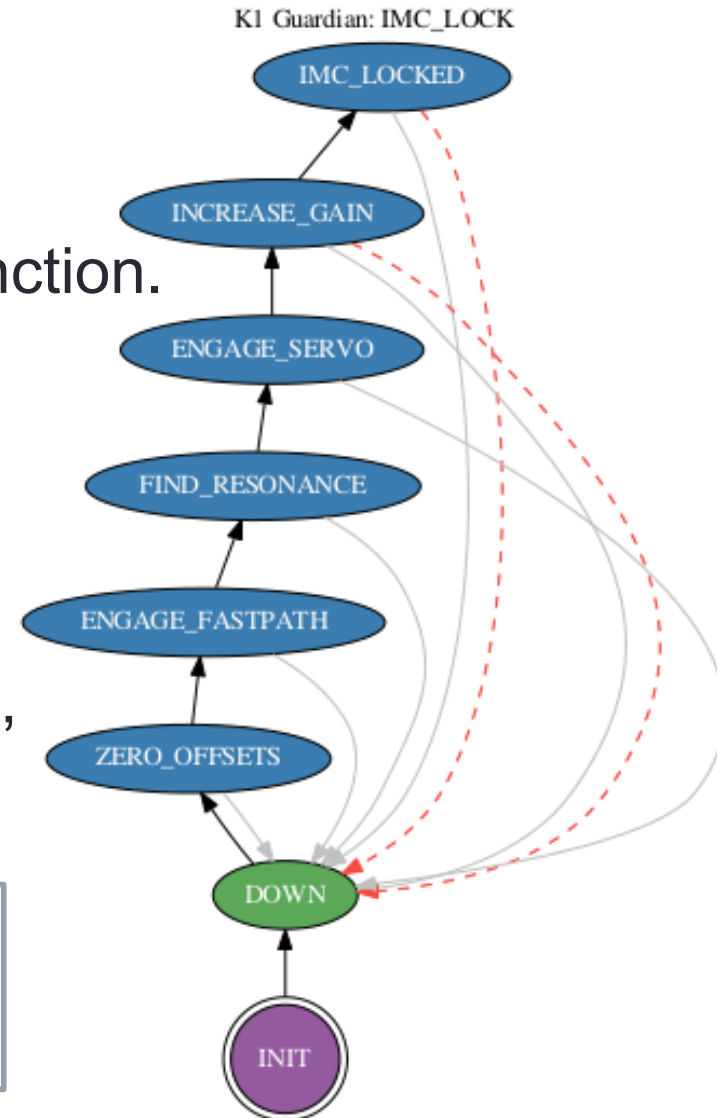 K1 Guardian: IMC_LOCK
IMC_LOCKED
INCREASE_GAIN
nction.
ENGAGE_SERVO
FIND_RESONANCE
ENGAGE_FASTPATH
,
ZERO_OFFSETS
DOWN
INIT